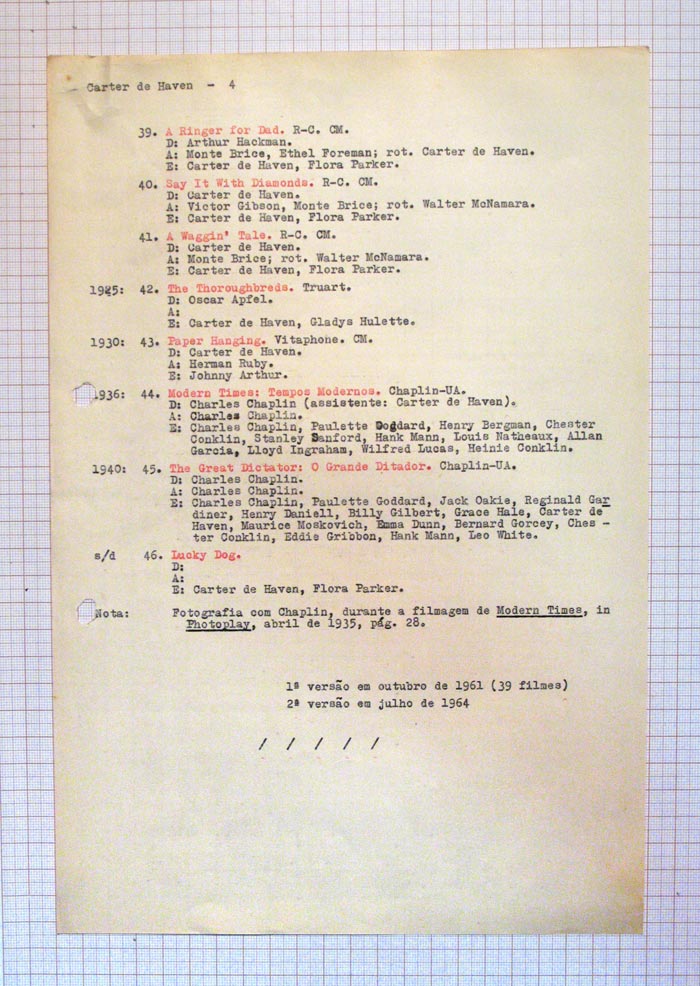 Carter de Haven - 4
39. A Ringer for Dad. R-C. CM.
D: Arthur Hackman.
A: Monte Brice, Ethel Foreman; rot. Carter de Haven.
E: Carter de Haven, Flora Parker.
40. Say It With Diamonds. R-C. CM.
D: Carter de Haven.
A: Victor Gibson, Monte Brice; rot. Walter McNamara.
E: Carter de Haven, Flora Parker.
41. A Waggin' Tale. R-C. CM.
D: Carter de Haven.
A: Monte Brice; rot. Walter McNamara.
E: Carter de Haven, Flora Parker.
1925: 42. The Thoroughbreds. Truart.
D: Oscar Apfel.
A:
E: Carter de Haven, Gladys Hulette.
1930: 43. Paper Hanging. Vitaphone. CM.
D: Carter de Haven.
A: Herman Ruby.
E: Johnny Arthur.
1936: 44. Modern Times: Tempos Modernos. Chaplin-UA.
D: Charles Chaplin (assistente: Carter de Haven).
A: Charles Chaplin.
E: Charles Chaplin, Paulette Goddard, Henry Bergman, Chester
Conklin, Stanley Sanford, Hank Mann, Louis Natheaux, Allan
Garcia, Lloyd Ingraham, Wilfred Lucas, Heinie Conklin.
1940: 45. The Great Dictator: O Grande Ditador. Chaplin-UA.
D: Charles Chaplin.
A: Charles Chaplin.
E: Charles Chaplin, Paulette Goddard, Jack Oakie, Reginald Gar
diner, Henry Daniell, Billy Gilbert, Grace Hale, Carter de
Haven, Maurice Moskovich, Emma Dunn, Bernard Gorcey, Ches -
ter Conklin, Eddie Gribbon, Hank Mann, Leo White.
s/d 46. Lucky Dog.
D:
A:
E: Carter de Haven, Flora Parker.
Nota: Fotografia com Chaplin, durante a filmagem de Modern Times, in
Photoplay, abril de 1935, pág. 28.
1ª versão em outubro de 1961 (39 filmes)
2ª versão em julho de 1964
/ / / / /